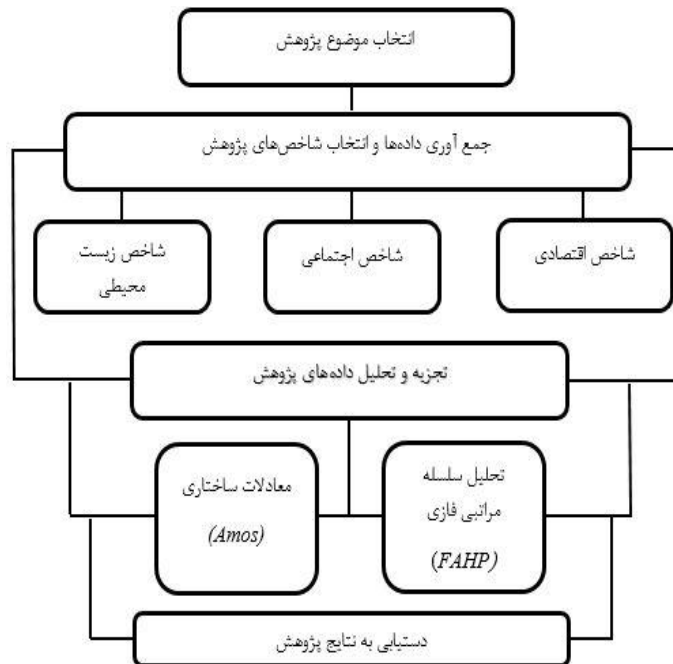 انتخاب موضوع پژوهش
جمع آوری داده‌ها و انتخاب شاخص‌های پژوهش
شاخص اقتصادی
شاخص اجتماعی
شاخص زیست
محیطی
تجزیه و تحلیل داده‌های پژوهش
تحلیل سلسله
مراتبی فازی
(FAHP)
معادلات ساختاری
(Amos)
دستیابی به نتایج پژوهش